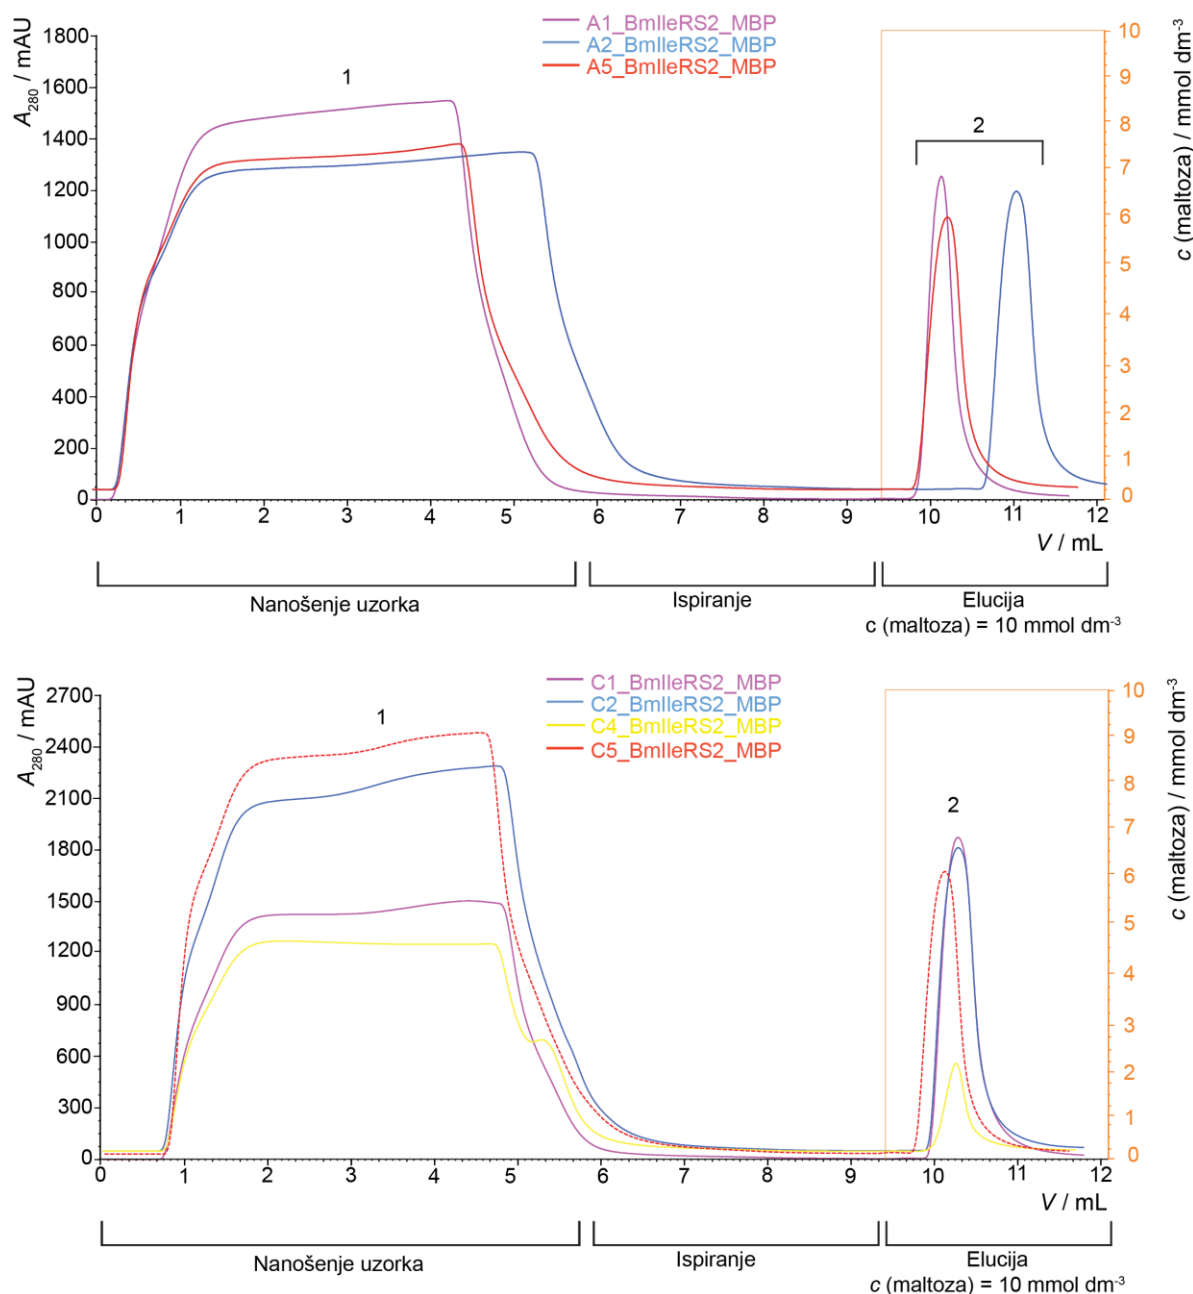 A1_BmIleRS2_MBP
A2_BmIleRS2_MBP
A5_BmIleRS2_MBP
A280 / mAU
1800
1600
1400
1200
1000
800
600
400
200
0
1
2
10
9
8
7
6
5
4
3
2
1
0
c (maltoza) / mmol dm-3
0 1 2 3 4 5 6 7 8 9 10 11 12
V / mL
Nanošenje uzorka
Ispiranje
Elucija
c (maltoza) = 10 mmol dm-3
C1_BmIleRS2_MBP
C2_BmIleRS2_MBP
C4_BmIleRS2_MBP
C5_BmIleRS2_MBP
A280 / mAU
2700
2400
2100
1800
1500
1200
900
600
300
0
1
2
10
9
8
7
6
5
4
3
2
1
0
c (maltoza) / mmol dm-3
0 1 2 3 4 5 6 7 8 9 10 11 12
V / mL
Nanošenje uzorka
Ispiranje
Elucija
c (maltoza) = 10 mmol dm-3